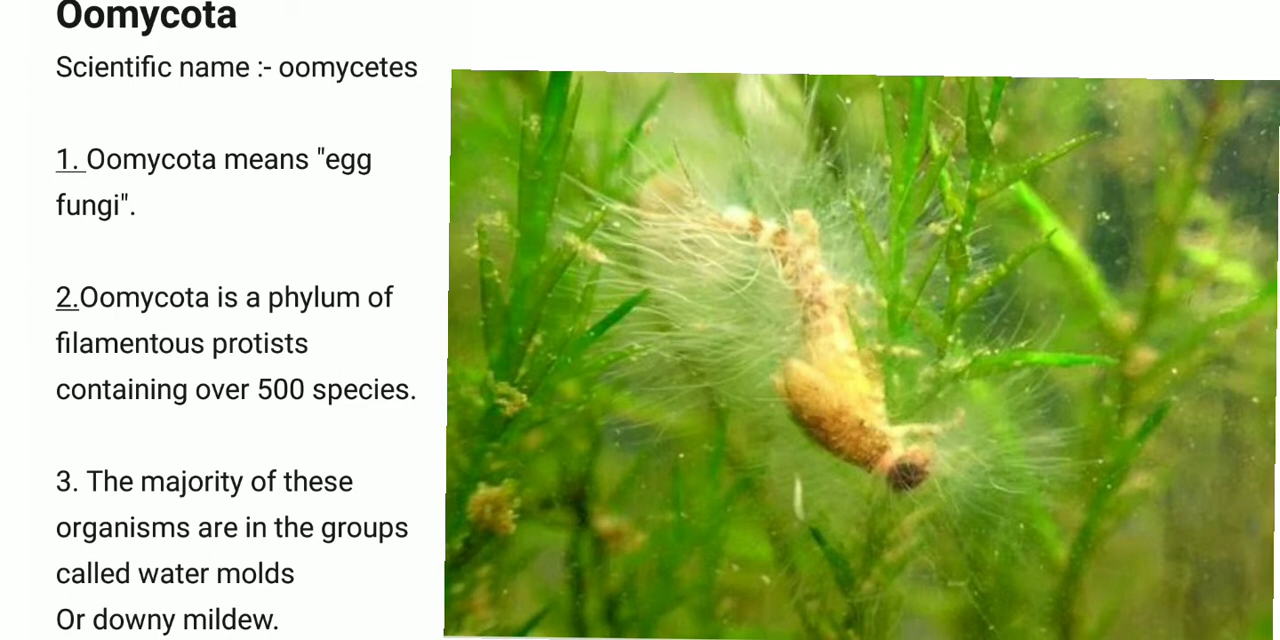 Oomycota
Scientific name :- oomycetes
1. Oomycota means "egg
fungi".
2.Oomycota is a phylum of
filamentous protists
containing over 500 species.
3. The majority of these
organisms are in the groups
called water molds
Or downy mildew.